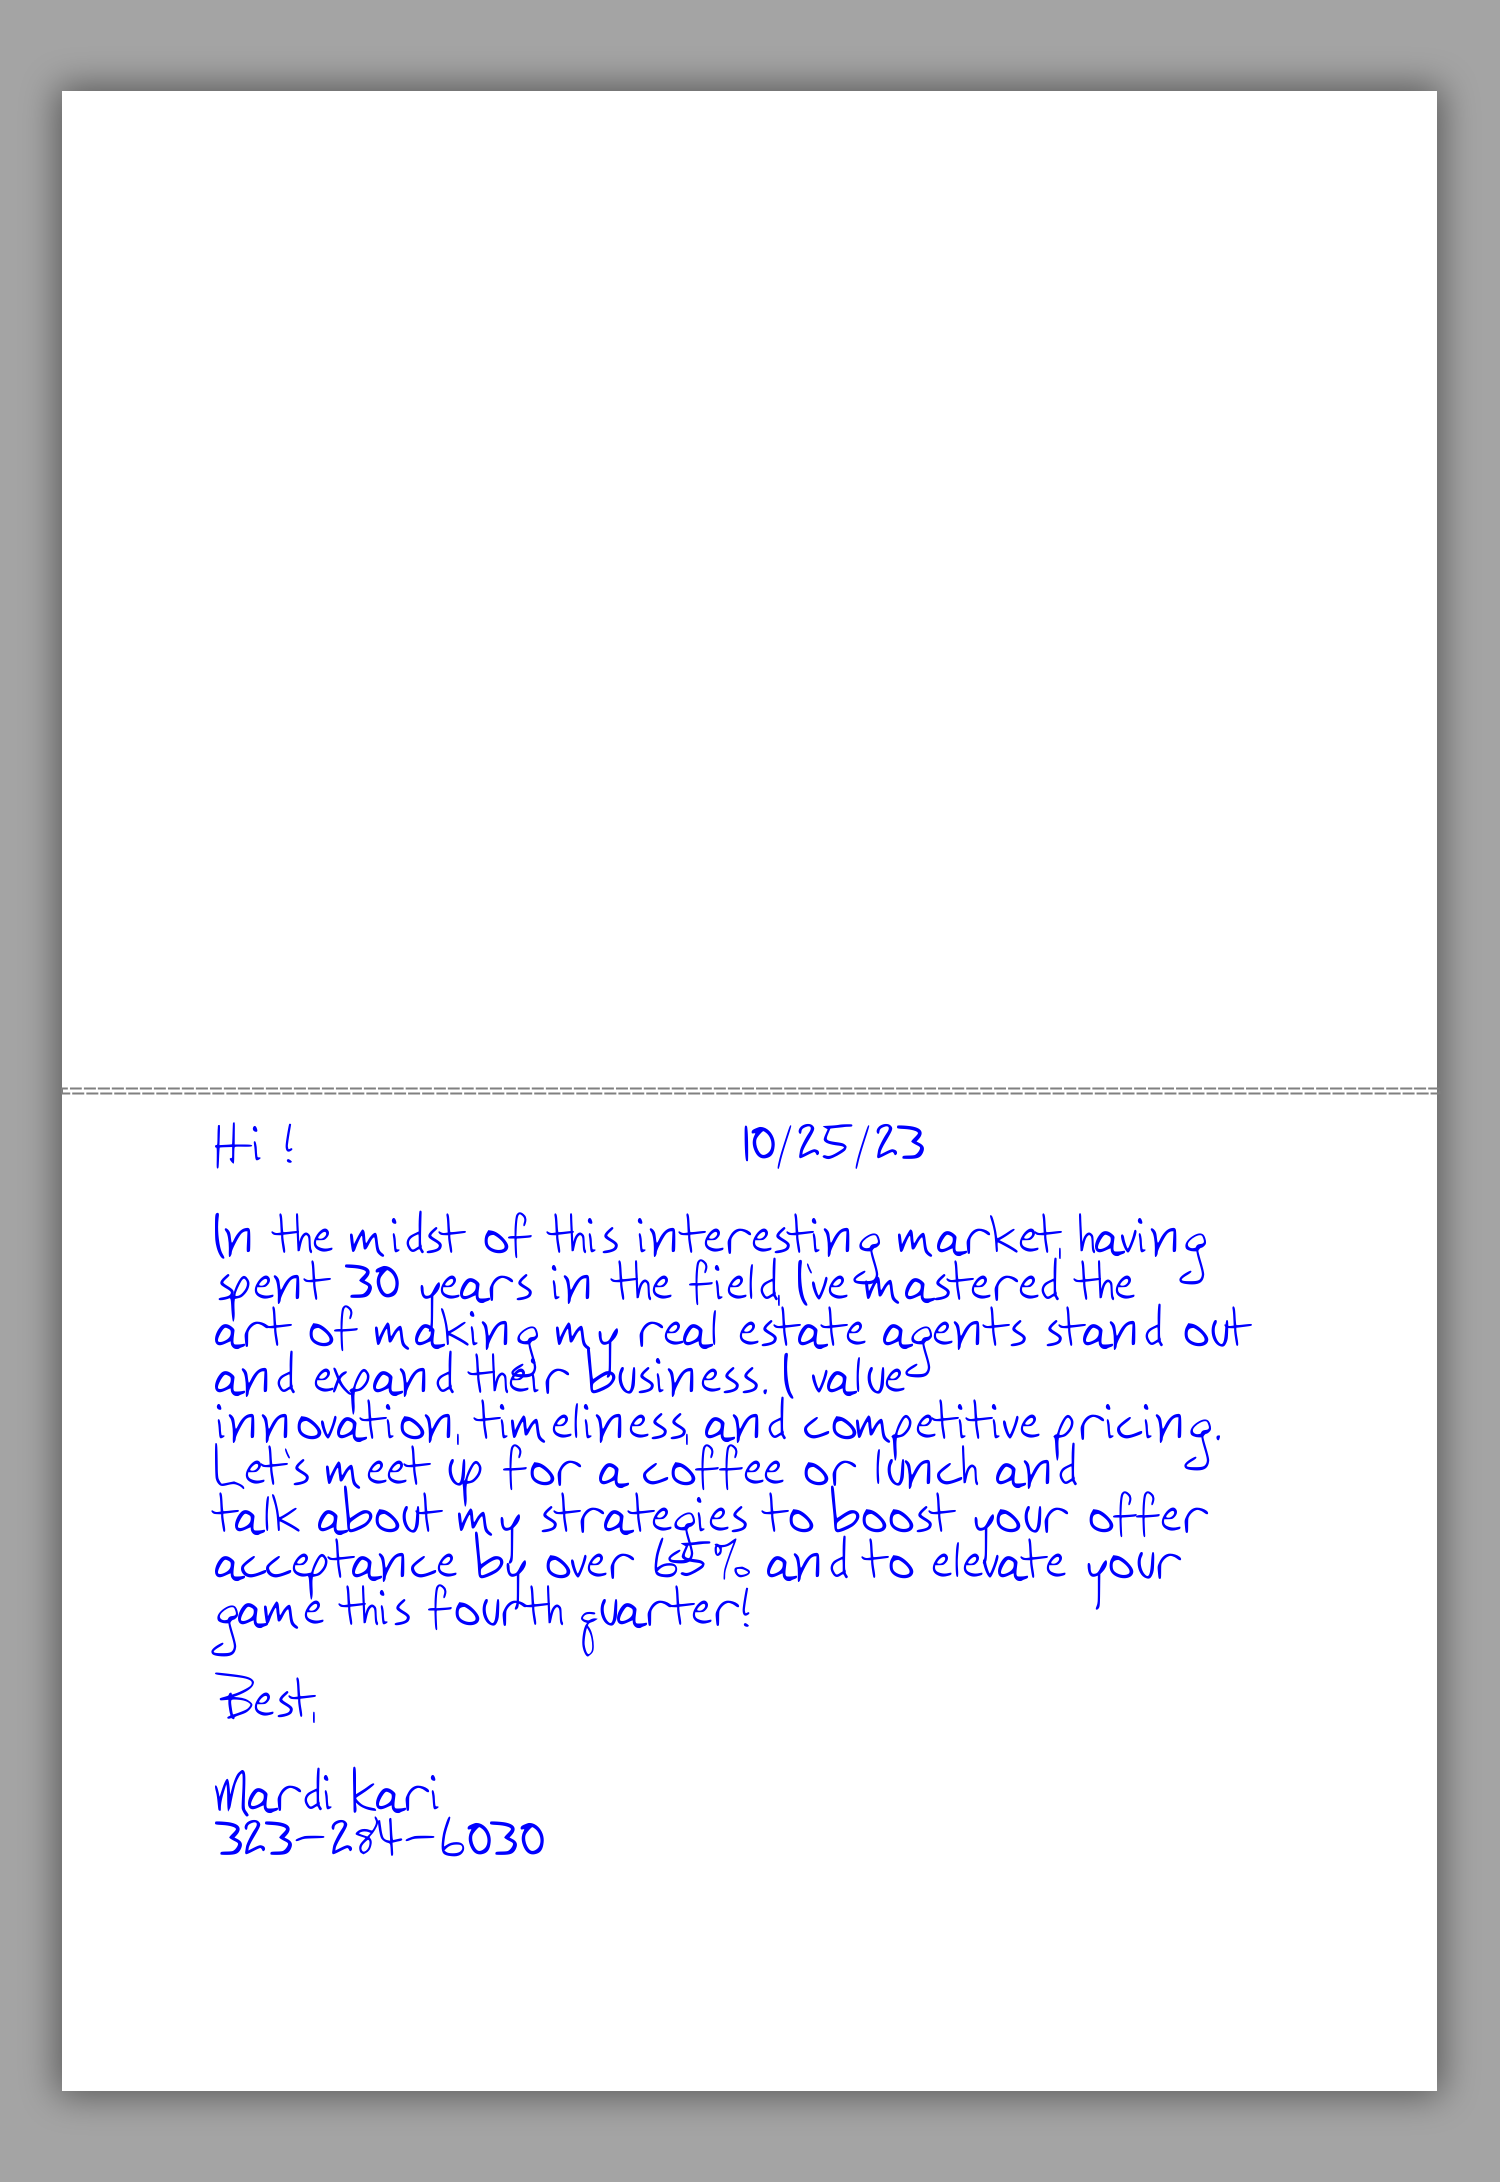 Hi ! 10/25/23
In the midst of this interesting market, having
spent 30 years in the field, I've mastered the
art of making my real estate agents stand out
and expand their business. I value
innovation, timeliness, and competitive pricing.
Let's meet up for a coffee or lunch and
talk about my strategies to boost your offer
acceptance by over 65% and to elevate your
game this fourth quarter!
Best,
Mardi Kari
323-284-6030